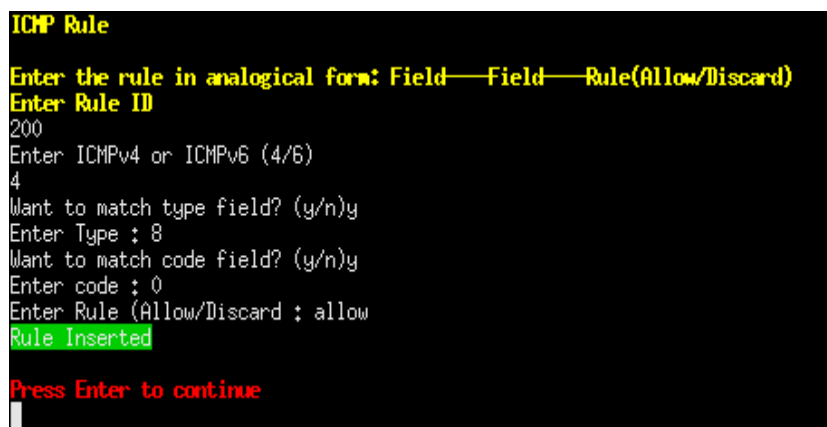 ICMP Rule
Enter the rule in analogical form: Field——Field——Rule(Allow/Discard)
Enter Rule ID
200
Enter ICMPv4 or ICMPv6 (4/6)
4
Want to match type field? (y/n)y
Enter Type : 8
Want to match code field? (y/n)y
Enter code : 0
Enter Rule (Allow/Discard : allow
Rule Inserted
Press Enter to continue